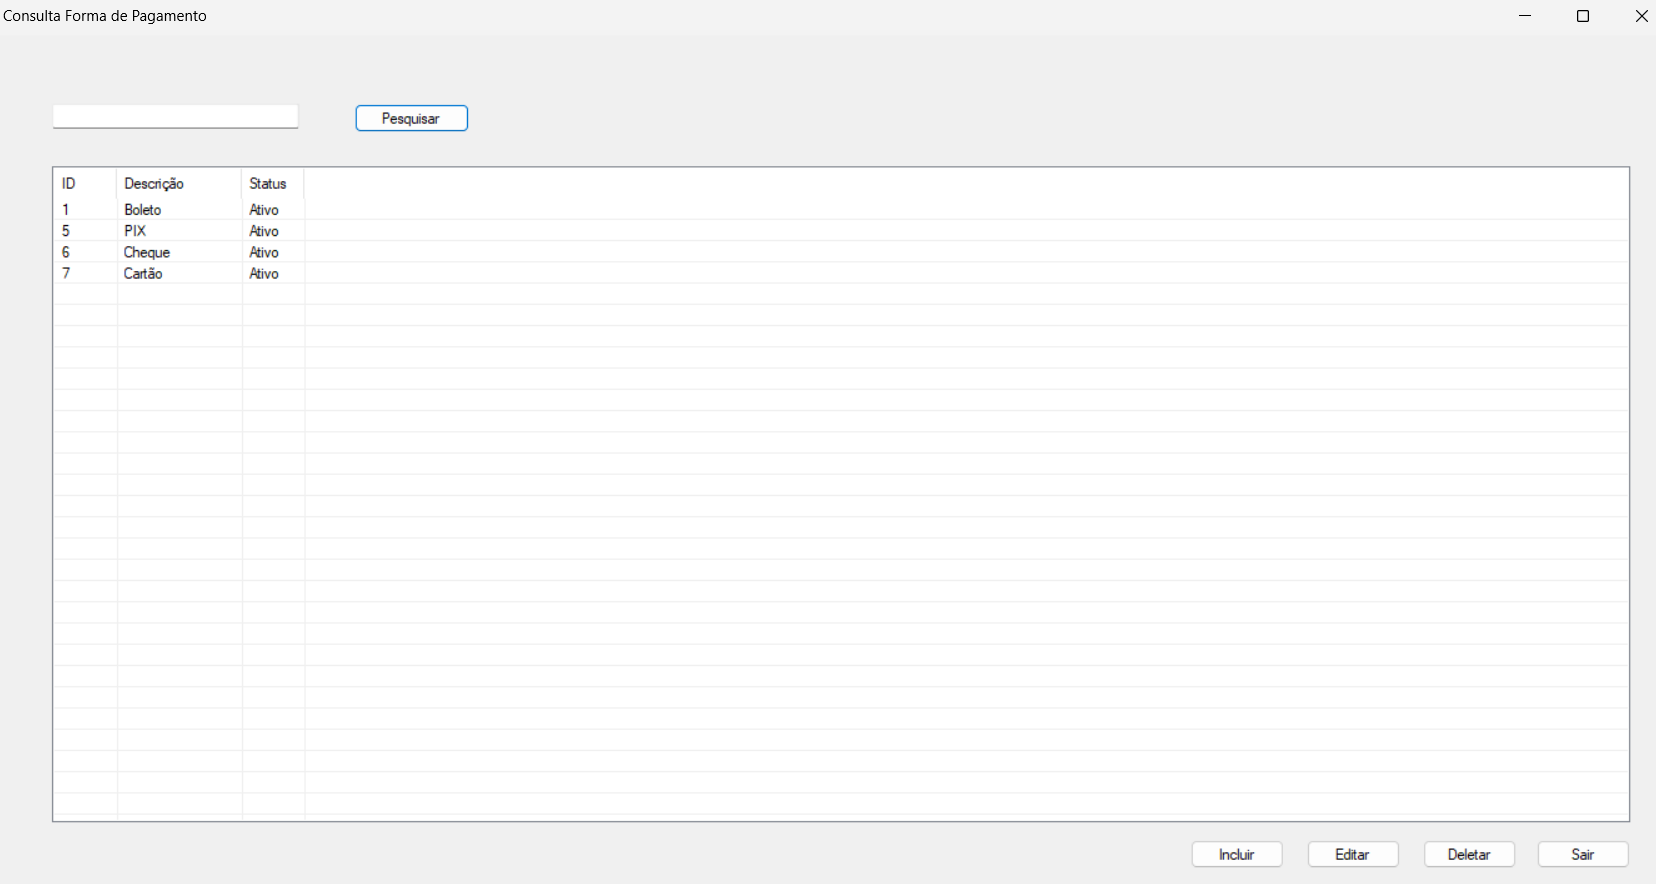 Consulta Forma de Pagamento
Pesquisar
ID Descrição Status
1 Boleto Ativo
5 PIX Ativo
6 Cheque Ativo
7 Cartão Ativo
Incluir Editar Deletar Sair